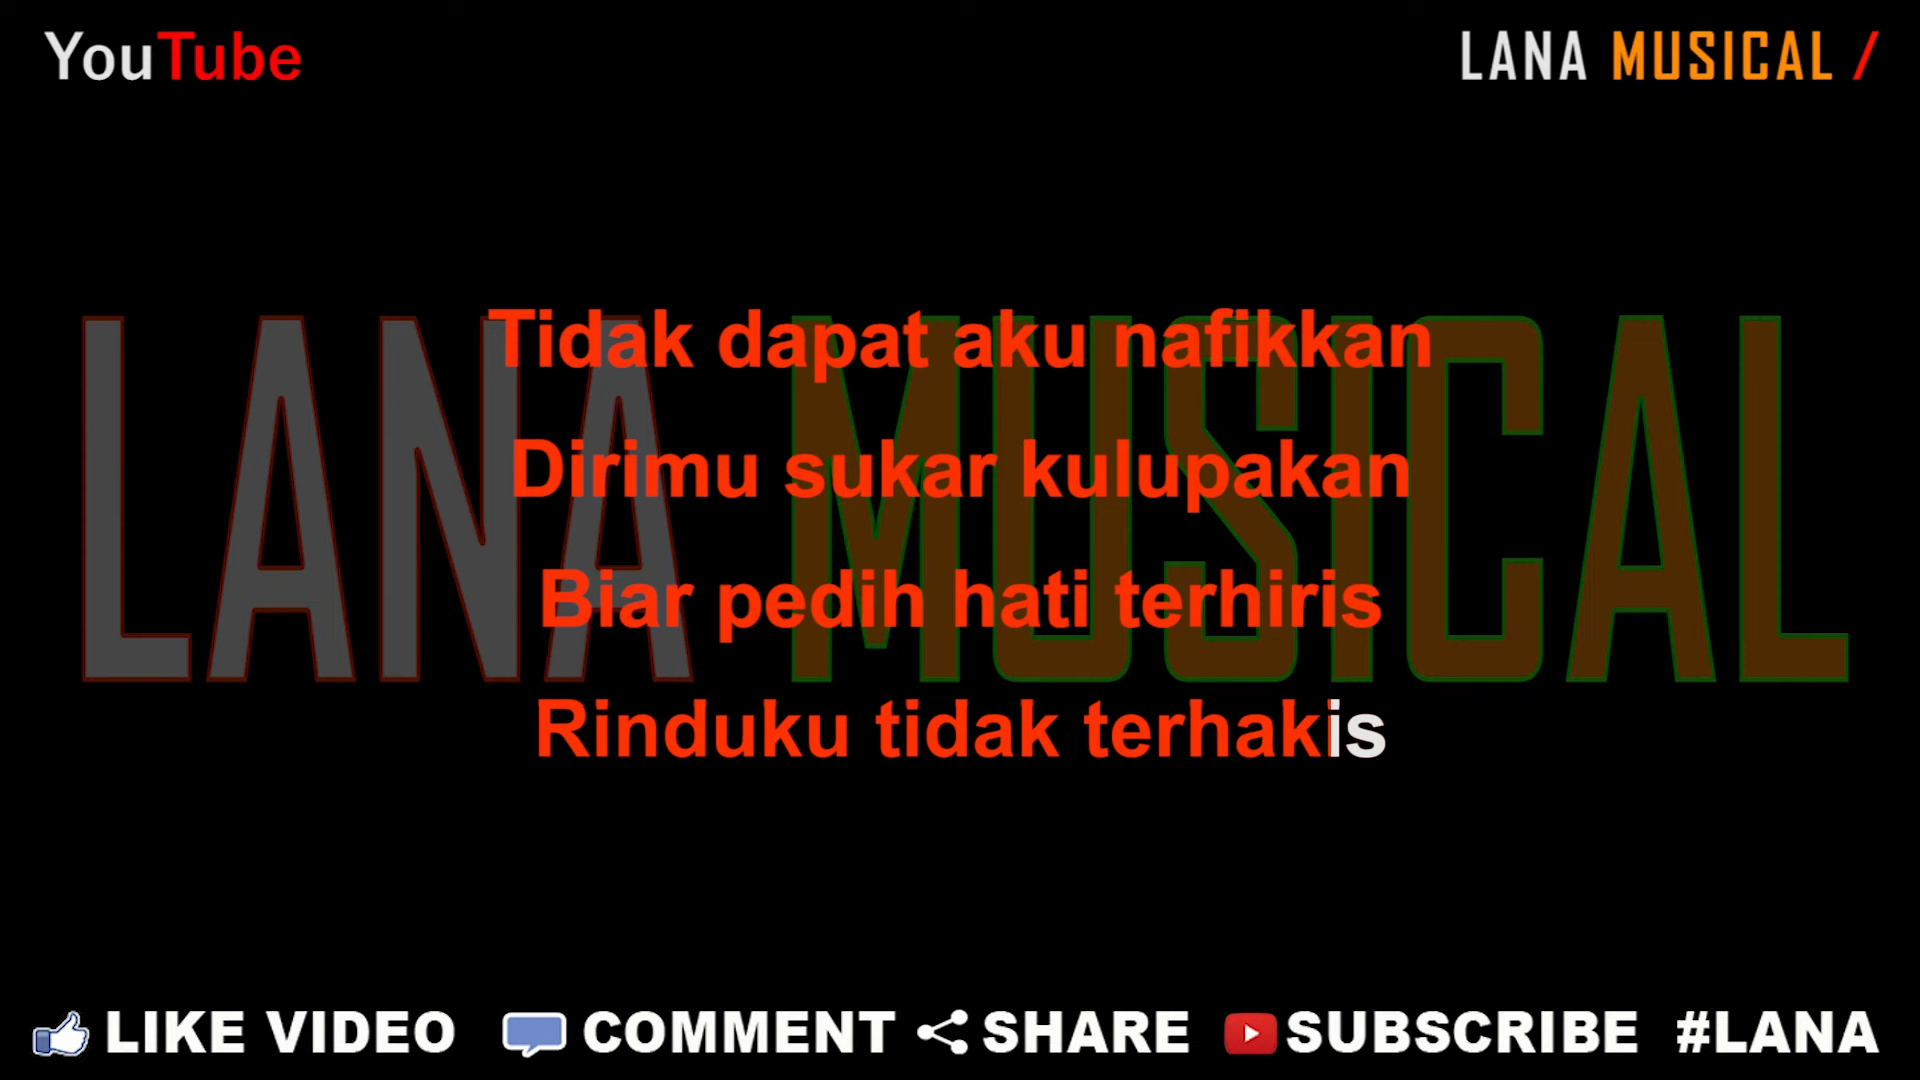 YouTube
LANA MUSICAL /
LANA MUSICAL
Tidak dapat aku nafikkan
Dirimu sukar kulupakan
Biar pedih hati terhiris
Rinduku tidak terhakis
LIKE VIDEO COMMENT SHARE SUBSCRIBE #LANA